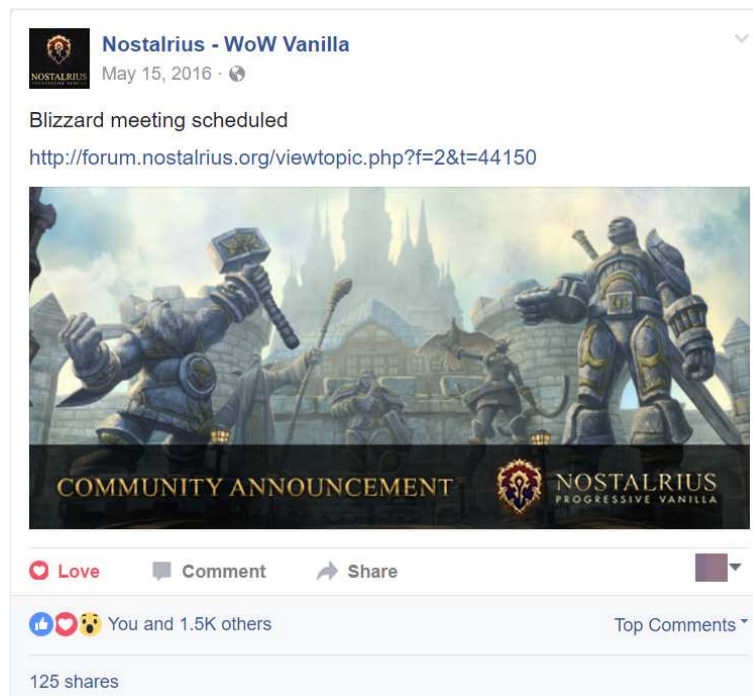 Nostalrius - WoW Vanilla
May 15, 2016 ·
NOSTALRIUS
Blizzard meeting scheduled
http://forum.nostalrius.org/viewtopic.php?f=2&t=44150
COMMUNITY ANNOUNCEMENT
NOSTALRIUS
PROGRESSIVE VANILLA
Love
Comment
Share
You and 1.5K others
Top Comments
125 shares